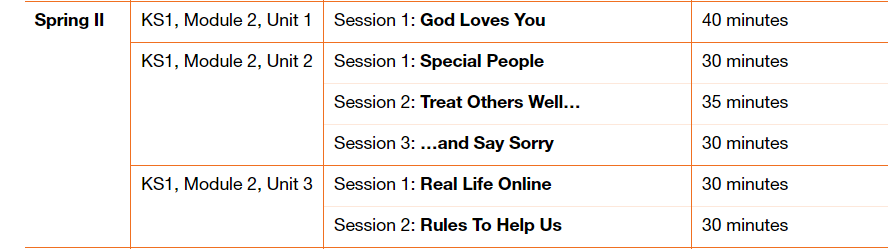 Spring II KS1, Module 2, Unit 1 Session 1: God Loves You 40 minutes
KS1, Module 2, Unit 2 Session 1: Special People 30 minutes
Session 2: Treat Others Well… 35 minutes
Session 3: …and Say Sorry 30 minutes
KS1, Module 2, Unit 3 Session 1: Real Life Online 30 minutes
Session 2: Rules To Help Us 30 minutes